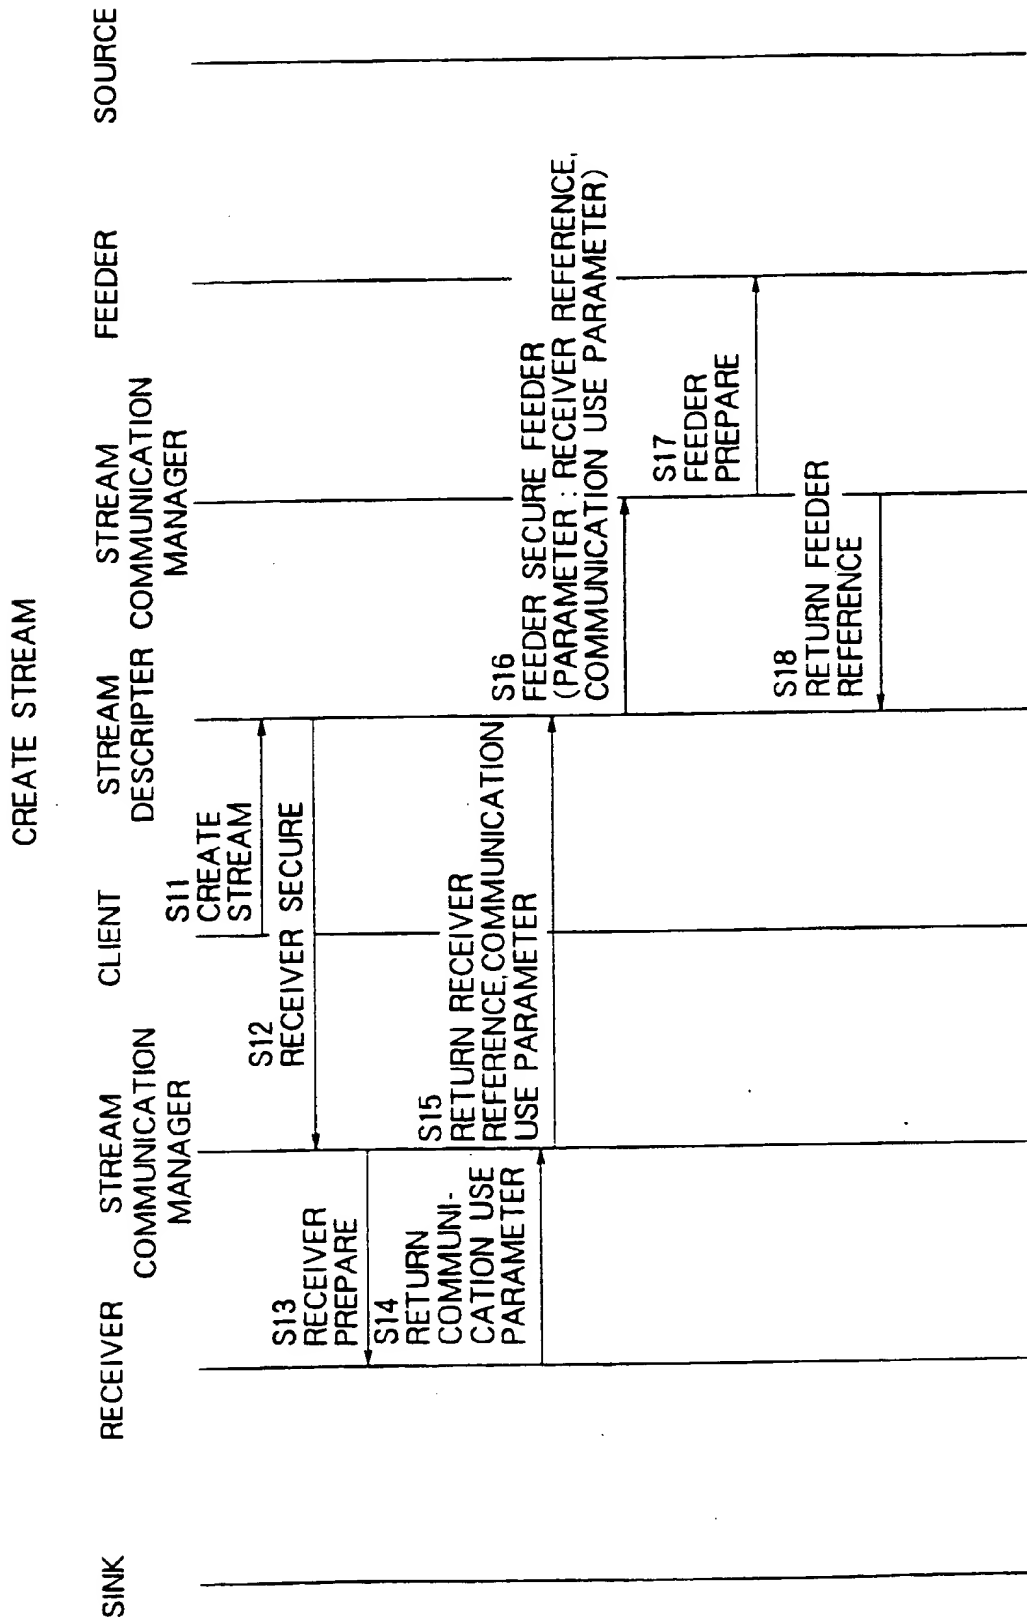 CREATE STREAM
SINK
RECEIVER
STREAM
COMMUNICATION
MANAGER
CLIENT
STREAM
DESCRIPTER
STREAM
COMMUNICATION
MANAGER
FEEDER
SOURCE
S11
CREATE
STREAM
S12
RECEIVER SECURE
S13
RECEIVER
PREPARE
S14
RETURN
COMMUNI-
CATION USE
PARAMETER
S15
RETURN RECEIVER
REFERENCE,COMMUNICATION
USE PARAMETER
S16
FEEDER SECURE FEEDER
(PARAMETER : RECEIVER REFERENCE,
COMMUNICATION USE PARAMETER)
S17
FEEDER
PREPARE
S18
RETURN FEEDER
REFERENCE